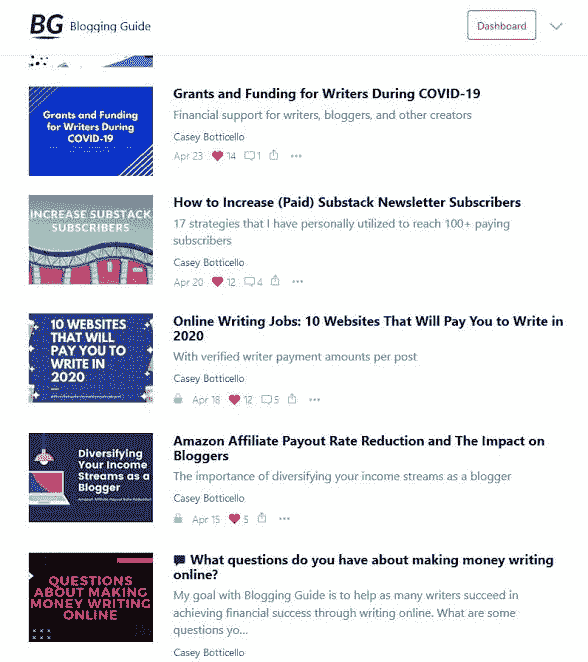 BG Blogging Guide
Dashboard
Grants and Funding
for Writers During
COVID-19
Grants and Funding for Writers During COVID-19
Financial support for writers, bloggers, and other creators
Casey Botticello
Apr 23 14 1
INCREASE SUBSTACK
SUBSCRIBERS
How to Increase (Paid) Substack Newsletter Subscribers
17 strategies that I have personally utilized to reach 100+ paying
subscribers
Casey Botticello
Apr 20 12 4
10 WEBSITES
THAT WILL
PAY YOU TO
WRITE IN
2020
Online Writing Jobs: 10 Websites That Will Pay You to Write in
2020
With verified writer payment amounts per post
Casey Botticello
Apr 18 12 5
Diversifying
Your Income
Streams as a
Blogger
Amazon Affiliate Payout Rate Reduction
Amazon Affiliate Payout Rate Reduction and The Impact on
Bloggers
The importance of diversifying your income streams as a blogger
Casey Botticello
Apr 15 5
QUESTIONS
ABOUT MAKING
MONEY WRITING
ONLINE
What questions do you have about making money writing
online?
My goal with Blogging Guide is to help as many writers succeed in
achieving financial success through writing online. What are some
questions yo...
Casey Botticello